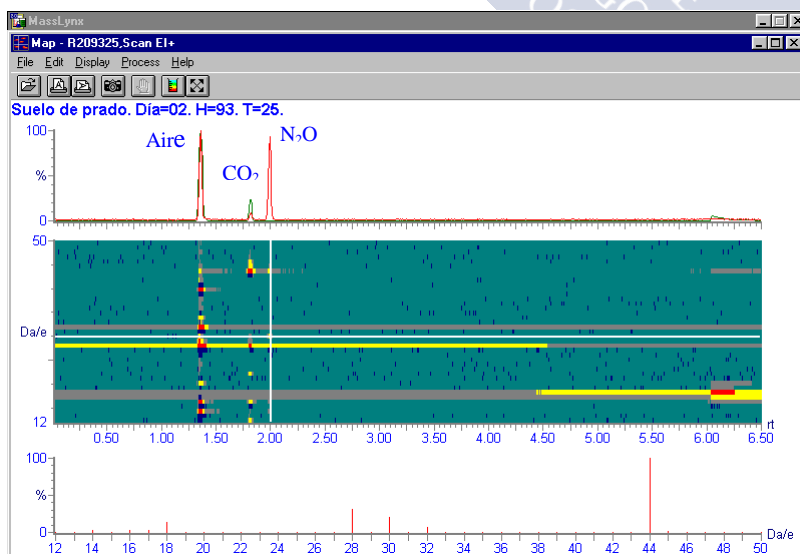 MassLynx
Map - R209325,Scan EI+
File Edit Display Process Help
Suelo de prado. Día=02. H=93. T=25.
100
%
0
Aire
CO₂
N₂O
50
Da/e
12
0.50 1.00 1.50 2.00 2.50 3.00 3.50 4.00 4.50 5.00 5.50 6.00 6.50
rt
100
%
0
12 14 16 18 20 22 24 26 28 30 32 34 36 38 40 42 44 46 48 50
Da/e